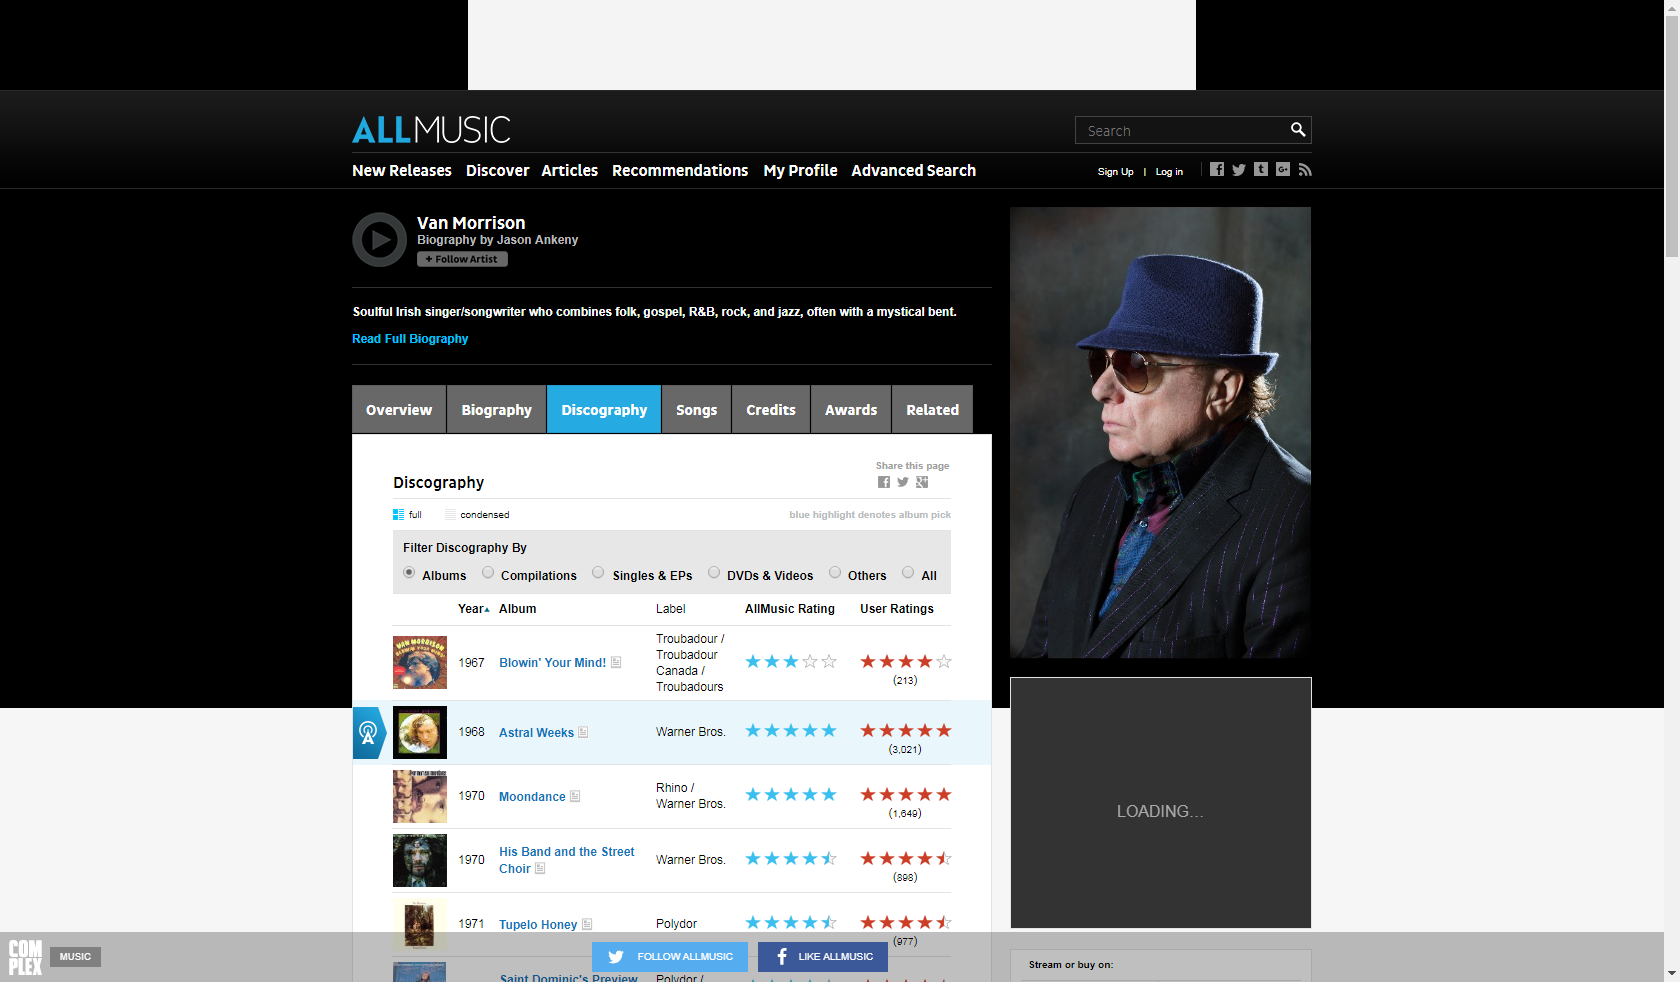 ALLMUSIC
Search
New Releases Discover Articles Recommendations My Profile Advanced Search
Sign Up | Log in
Van Morrison
Biography by Jason Ankeny
+ Follow Artist
Soulful Irish singer/songwriter who combines folk, gospel, R&B, rock, and jazz, often with a mystical bent.
Read Full Biography
Overview Biography Discography Songs Credits Awards Related
Share this page
Discography
full condensed blue highlight denotes album pick
Filter Discography By
Albums Compilations Singles & EPs DVDs & Videos Others All
Year Album Label AllMusic Rating User Ratings
VAN MORRISON
1967 Blowin' Your Mind!
Troubadour /
Troubadour
Canada /
Troubadours
(213)
1968 Astral Weeks Warner Bros.
(3,021)
1970 Moondance
Rhino /
Warner Bros.
(1,649)
1970 His Band and the Street
Choir
Warner Bros.
(898)
1971 Tupelo Honey Polydor
(977)
Saint Dominic's Preview Polydor /
LOADING...
Stream or buy on:
COM
PLEX
MUSIC
FOLLOW ALLMUSIC
LIKE ALLMUSIC